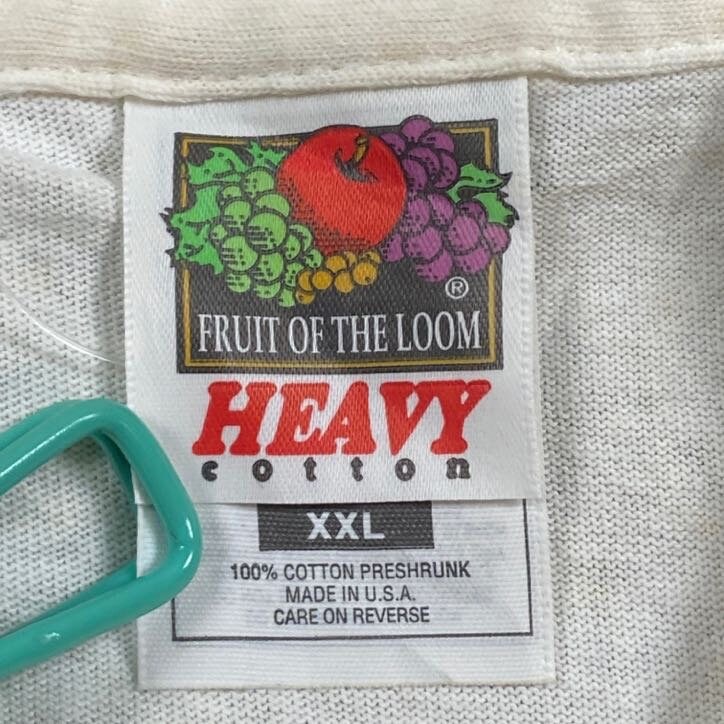 ®
FRUIT OF THE LOOM
HEAVY
cotton
XXL
100% COTTON PRESHRUNK
MADE IN U.S.A.
CARE ON REVERSE